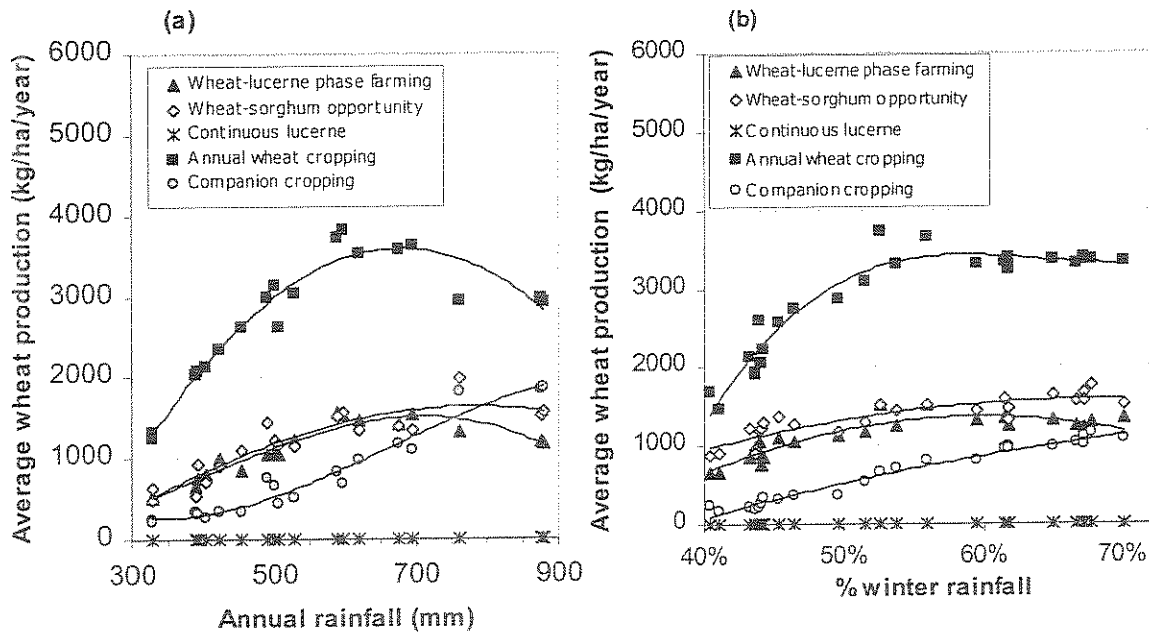 (a)
Average wheat production (kg/ha/year)
6000
5000
4000
3000
2000
1000
0
Wheat-lucerne phase farming
Wheat-sorghum opportunity
Continuous lucerne
Annual wheat cropping
Companion cropping
300
500
700
900
Annual rainfall (mm)
(b)
Average wheat production (kg/ha/year)
6000
5000
4000
3000
2000
1000
0
Wheat-lucerne phase farming
Wheat-sorghum opportunity
Continuous lucerne
Annual wheat cropping
Companion cropping
40%
50%
60%
70%
% winter rainfall